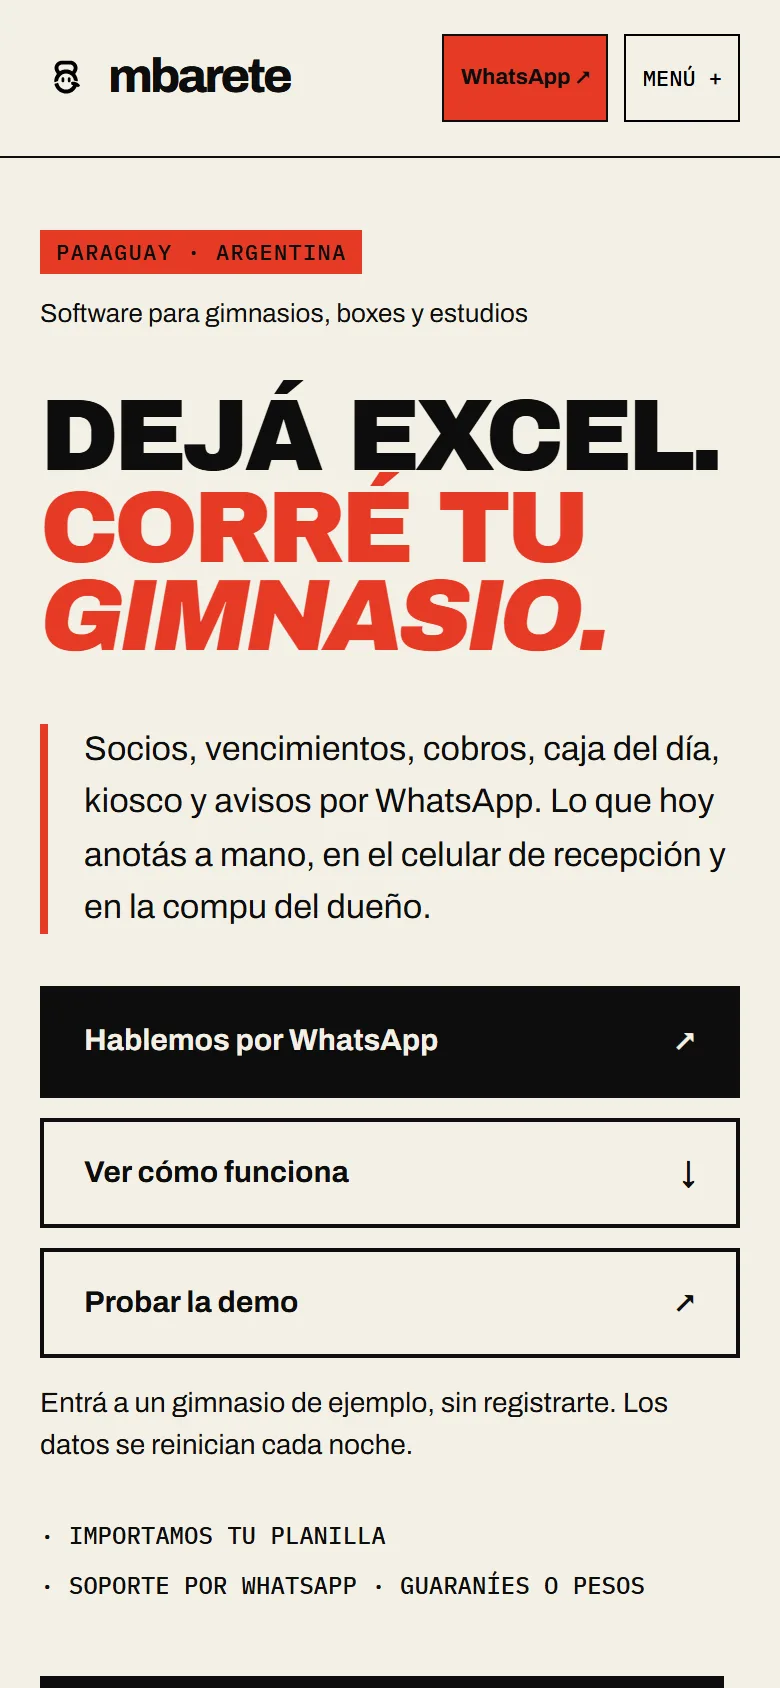 mbarete
WhatsApp ↗
MENÚ +
PARAGUAY · ARGENTINA
Software para gimnasios, boxes y estudios
DEJÁ EXCEL.
CORRÉ TU
GIMNASIO.
Socios, vencimientos, cobros, caja del día,
kiosco y avisos por WhatsApp. Lo que hoy
anotás a mano, en el celular de recepción y
en la compu del dueño.
Hablemos por WhatsApp ↗
Ver cómo funciona ↓
Probar la demo ↗
Entrá a un gimnasio de ejemplo, sin registrarte. Los
datos se reinician cada noche.
· IMPORTAMOS TU PLANILLA
· SOPORTE POR WHATSAPP · GUARANÍES O PESOS